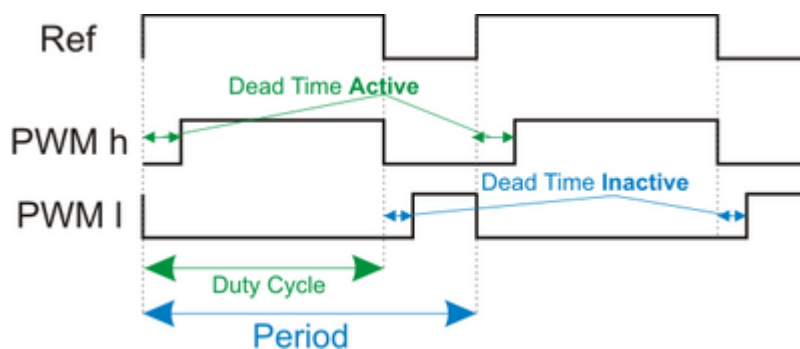 Ref
Dead Time Active
PWM h
Dead Time Inactive
PWM l
Duty Cycle
Period